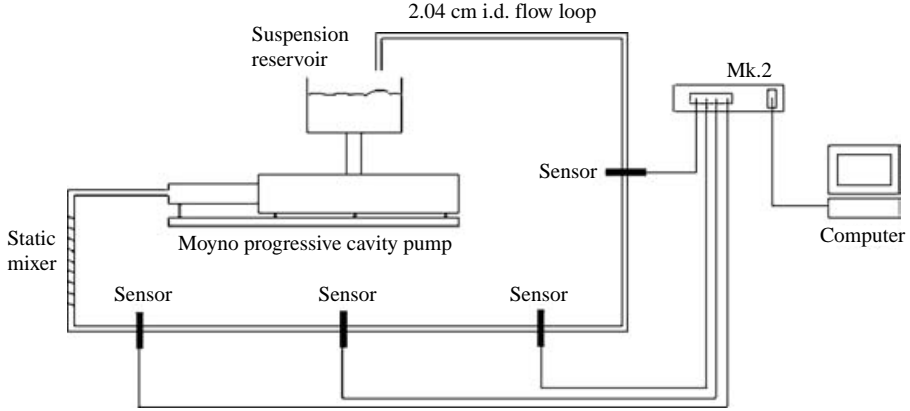 2.04 cm i.d. flow loop
Suspension
reservoir
Mk.2
Sensor
Computer
Moyno progressive cavity pump
Static
mixer
Sensor
Sensor
Sensor